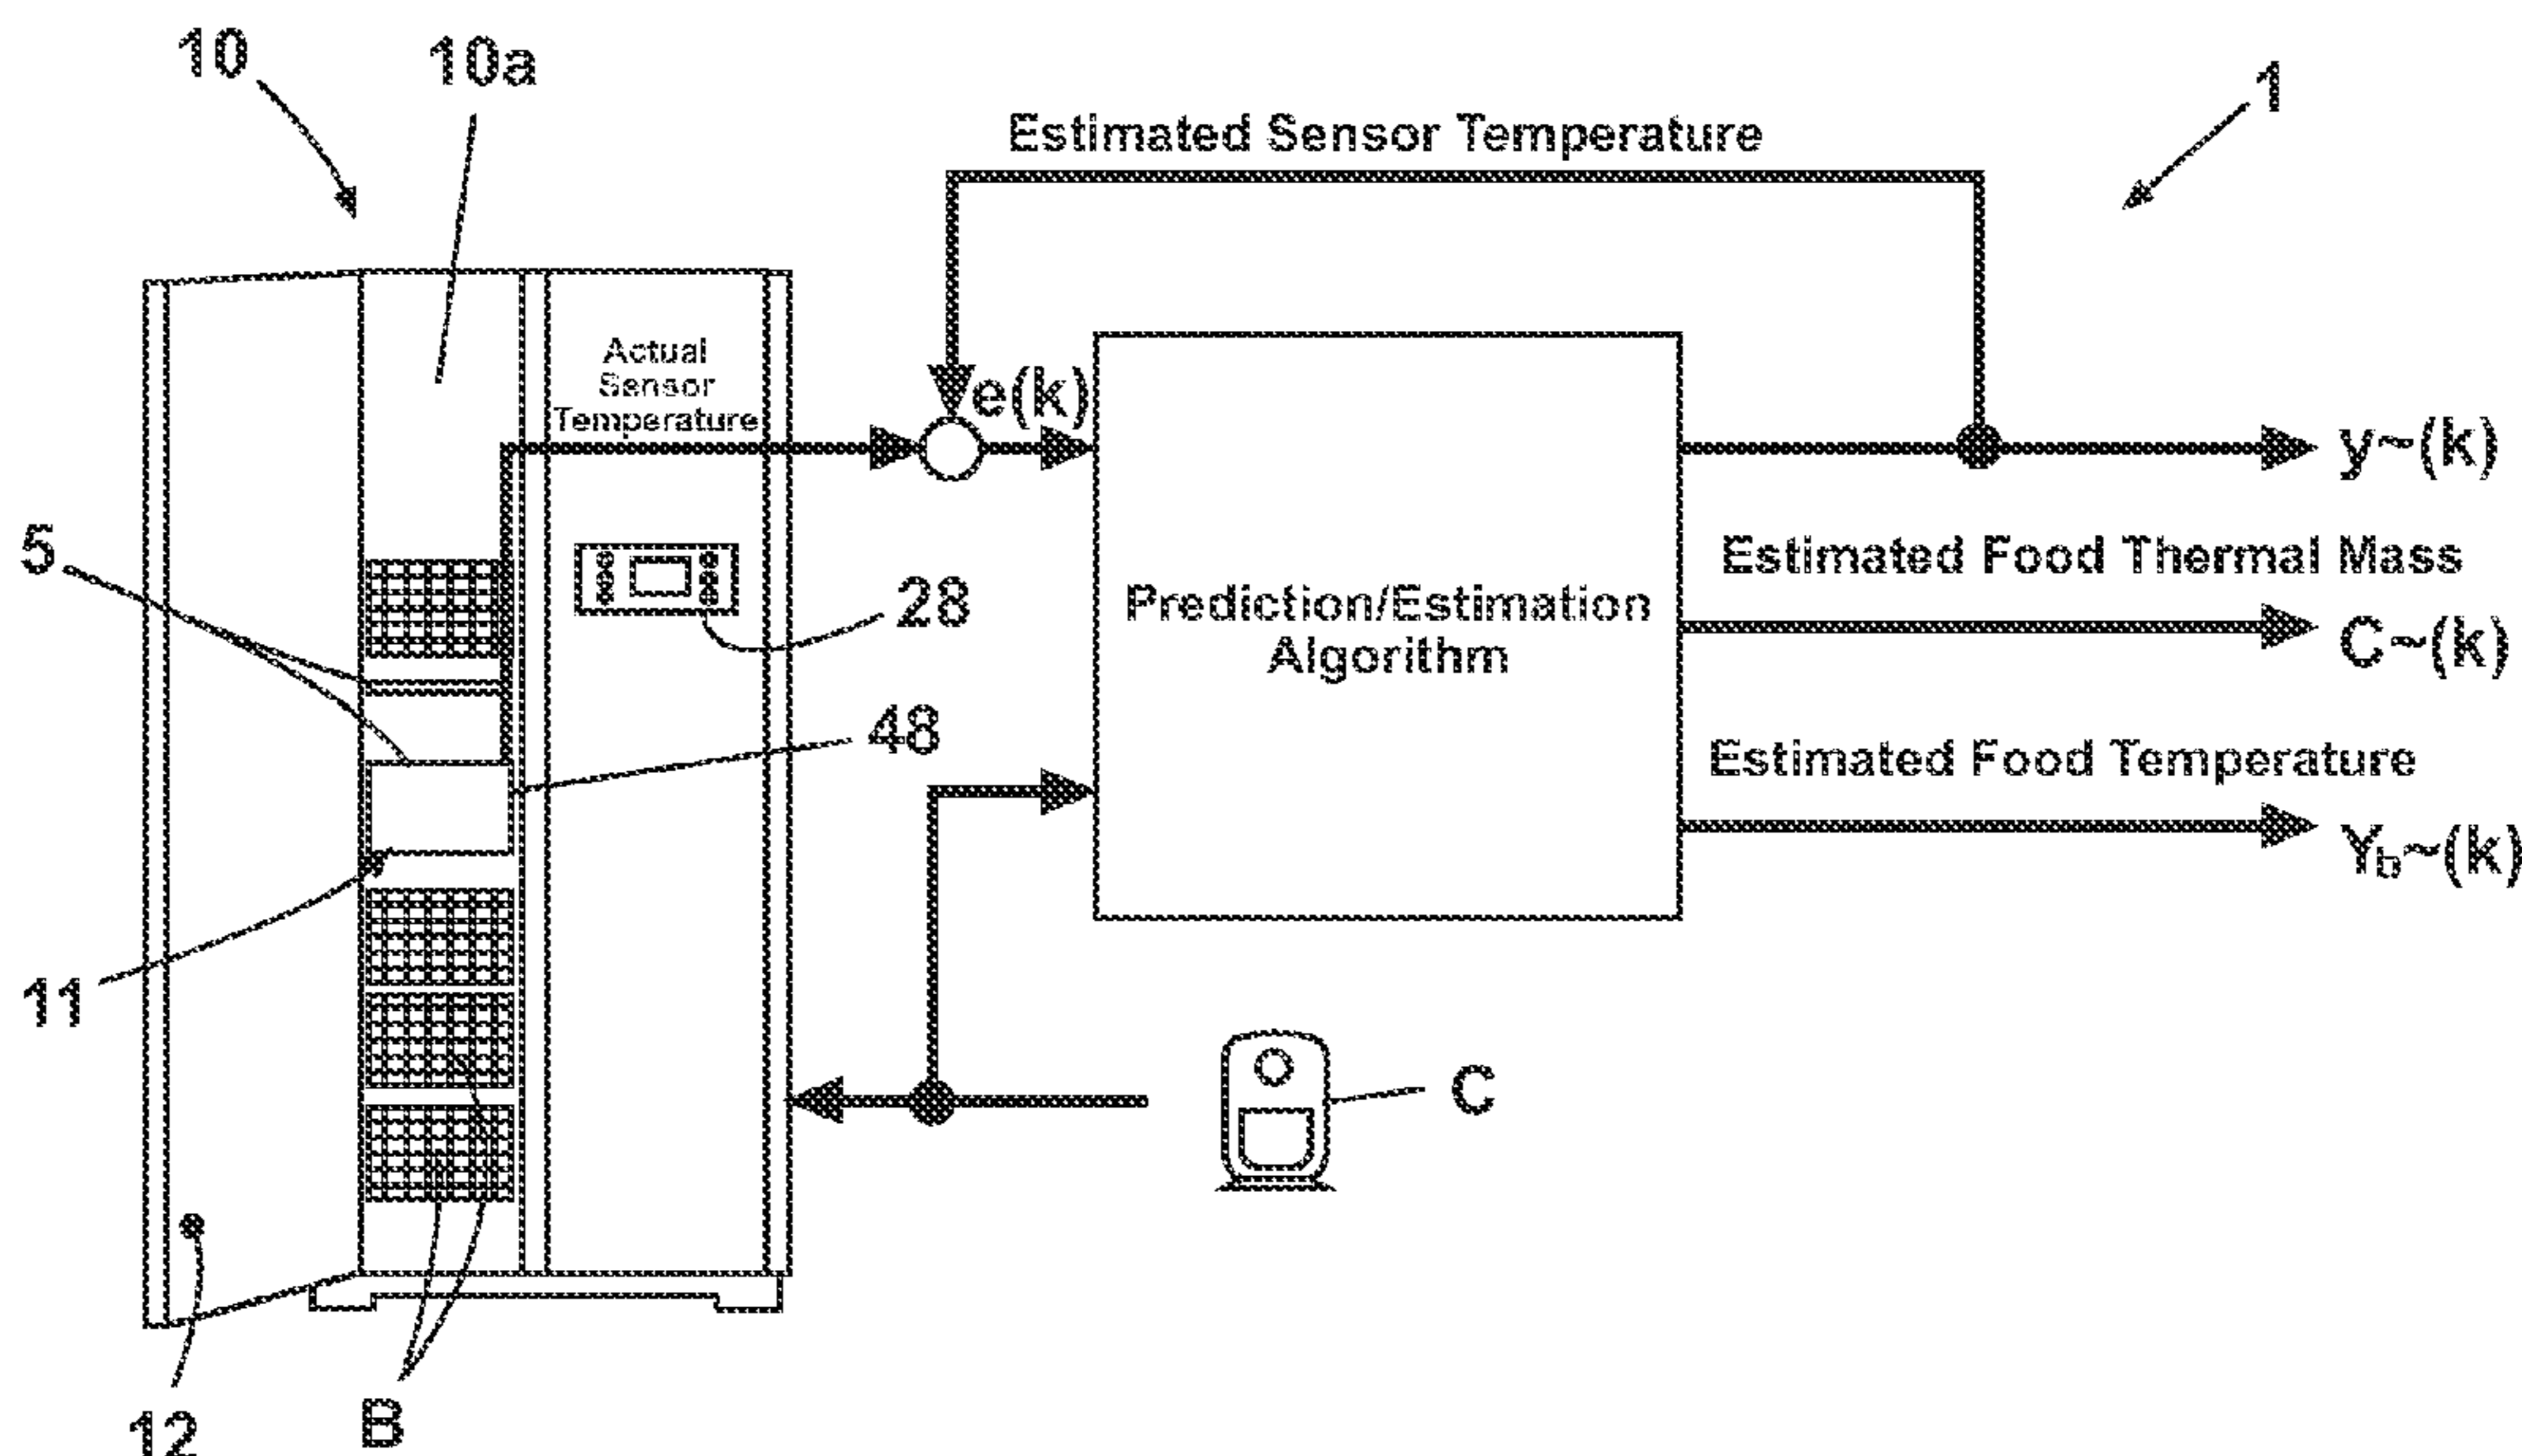 10
10a
1
Estimated Sensor Temperature
Actual
Sensor
Temperature
e(k)
y~(k)
5
28
Prediction/Estimation
Algorithm
Estimated Food Thermal Mass
C~(k)
48
Estimated Food Temperature
Yb~(k)
11
C
12
B